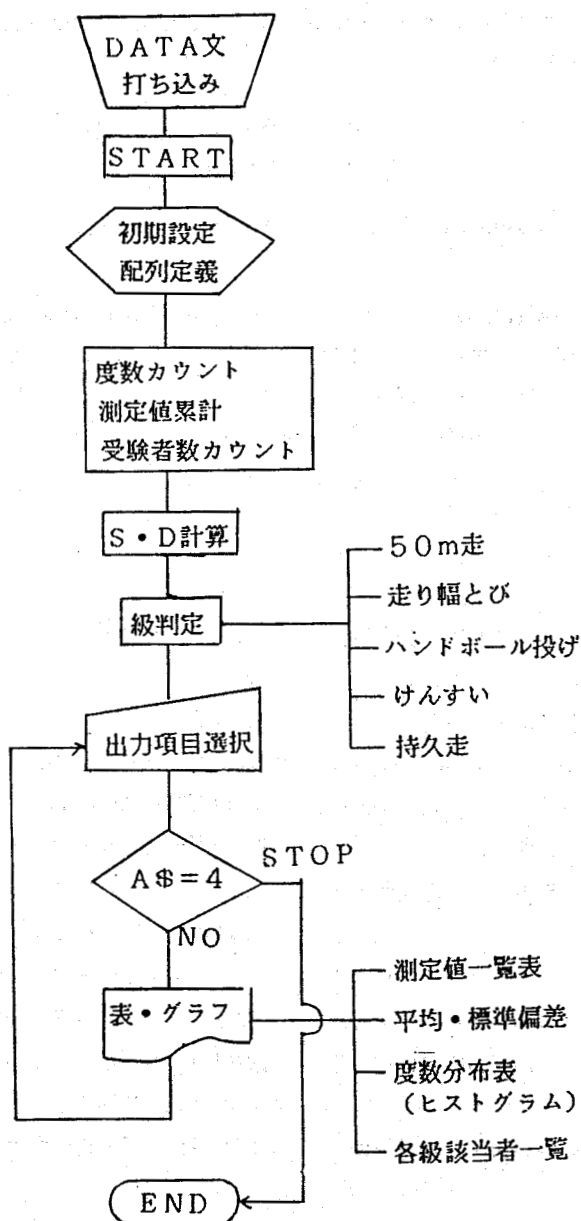 DATA文
打ち込み
START
初期設定
配列定義
度数カウント
測定値累計
受験者数カウント
S・D計算
級判定
50m走
走り幅とび
ハンドボール投げ
けんすい
持久走
出力項目選択
A$=4
STOP
NO
表・グラフ
測定値一覧表
平均・標準偏差
度数分布表
(ヒストグラム)
各級該当者一覧
END